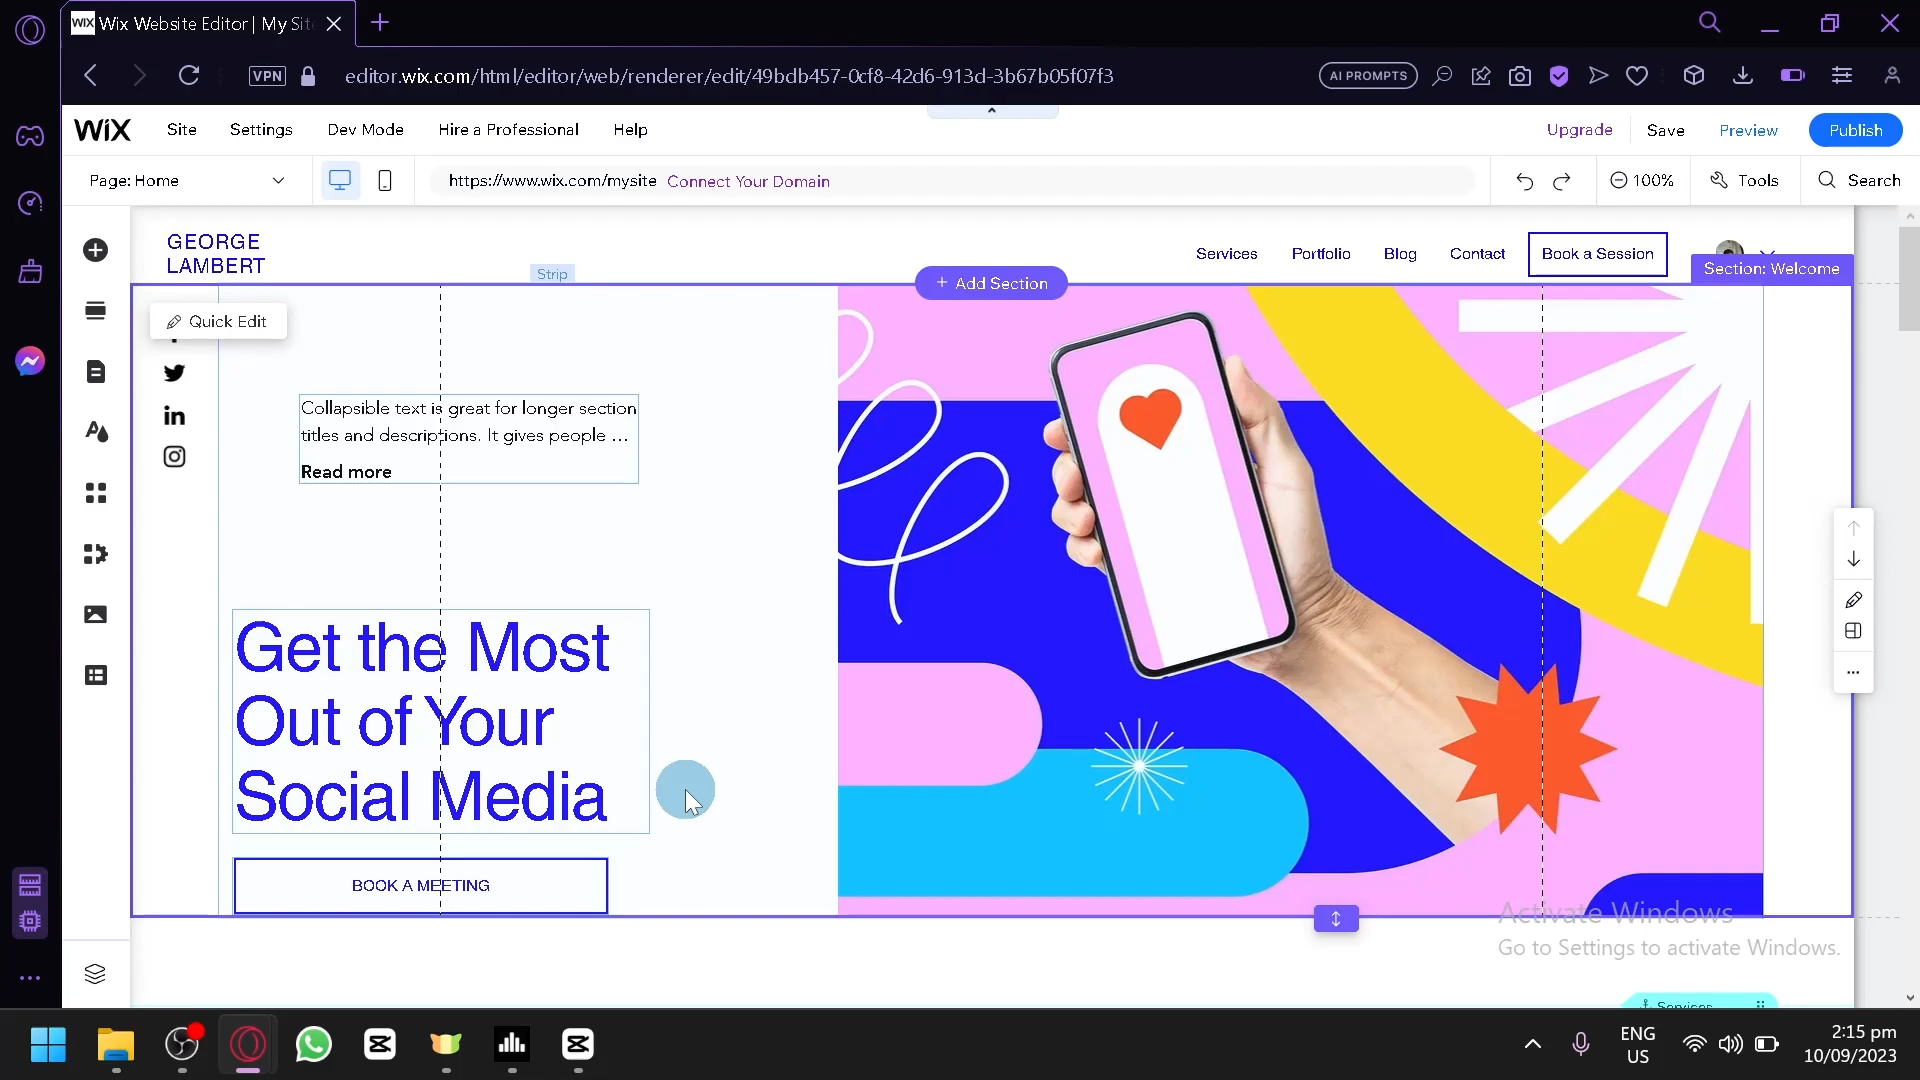 WIX Wix Website Editor | My Sit
VPN editor.wix.com/html/editor/web/renderer/edit/49bdb457-0cf8-42d6-913d-3b67b05f07f3 AI PROMPTS
WiX Site Settings Dev Mode Hire a Professional Help Upgrade Save Preview Publish
Page: Home https://www.wix.com/mysite Connect Your Domain 100% Tools Search
GEORGE
LAMBERT
Services Portfolio Blog Contact Book a Session
Strip
+ Add Section
Section: Welcome
Quick Edit
Collapsible text is great for longer section
titles and descriptions. It gives people ...
Read more
Get the Most
Out of Your
Social Media
BOOK A MEETING
Activate Windows
Go to Settings to activate Windows.
Services
ENG
US
2:15 pm
10/09/2023